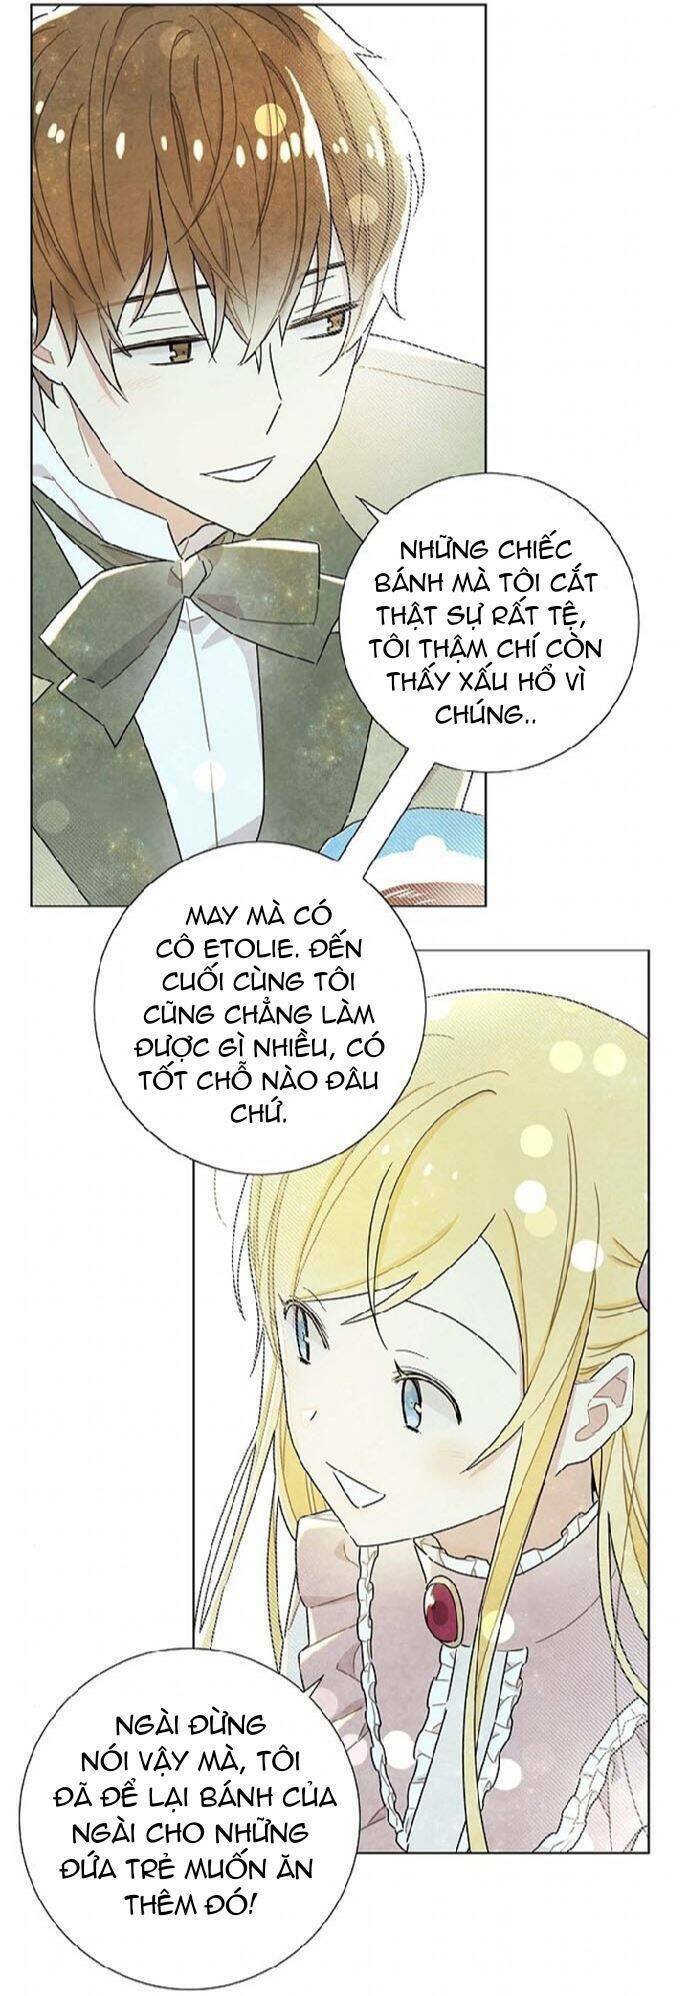 NHỮNG CHIẾC
BÁNH MÀ TÔI CẮT
THẬT SỰ RẤT TỆ,
TÔI THẬM CHÍ CÒN
THẤY XẤU HỔ VÌ
CHÚNG..
MAY MÀ CÓ
CÔ ETOLIE. ĐẾN
CUỐI CÙNG TÔI
CŨNG CHẲNG LÀM
ĐƯỢC GÌ NHIỀU, CÓ
TỐT CHỖ NÀO ĐÂU
CHỨ.
NGÀI ĐỪNG
NÓI VẬY MÀ, TÔI
ĐÃ ĐỂ LẠI BÁNH CỦA
NGÀI CHO NHỮNG
ĐỨA TRẺ MUỐN ĂN
THÊM ĐÓ!